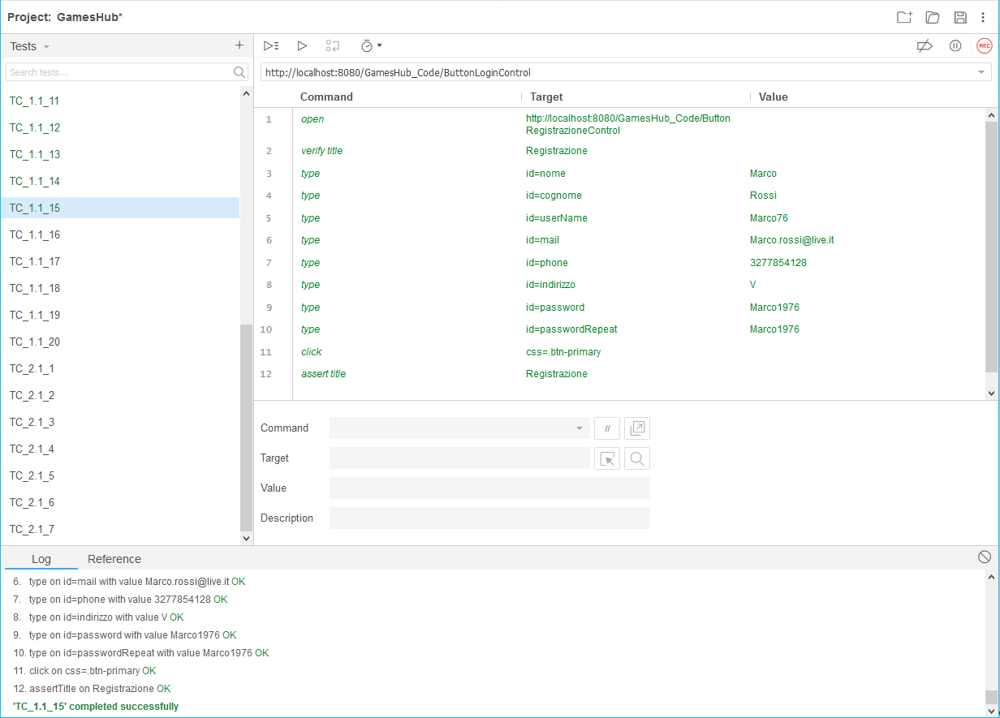 Project: GamesHub*
Tests
+
REC
Search tests...
http://localhost:8080/GamesHub_Code/ButtonLoginControl
Command Target Value
TC_1.1_11
TC_1.1_12
TC_1.1_13
TC_1.1_14
TC_1.1_15
TC_1.1_16
TC_1.1_17
TC_1.1_18
TC_1.1_19
TC_1.1_20
TC_2.1_1
TC_2.1_2
TC_2.1_3
TC_2.1_4
TC_2.1_5
TC_2.1_6
TC_2.1_7
1 open http://localhost:8080/GamesHub_Code/Button
RegistrazioneControl
2 verify title Registrazione
3 type id=nome Marco
4 type id=cognome Rossi
5 type id=userName Marco76
6 type id=mail Marco.rossi@live.it
7 type id=phone 3277854128
8 type id=indirizzo V
9 type id=password Marco1976
10 type id=passwordRepeat Marco1976
11 click css=.btn-primary
12 assert title Registrazione
Command //
Target
Value
Description
Log Reference
6. type on id=mail with value Marco.rossi@live.it OK
7. type on id=phone with value 3277854128 OK
8. type on id=indirizzo with value V OK
9. type on id=password with value Marco1976 OK
10. type on id=passwordRepeat with value Marco1976 OK
11. click on css=.btn-primary OK
12. assertTitle on Registrazione OK
'TC_1.1_15' completed successfully